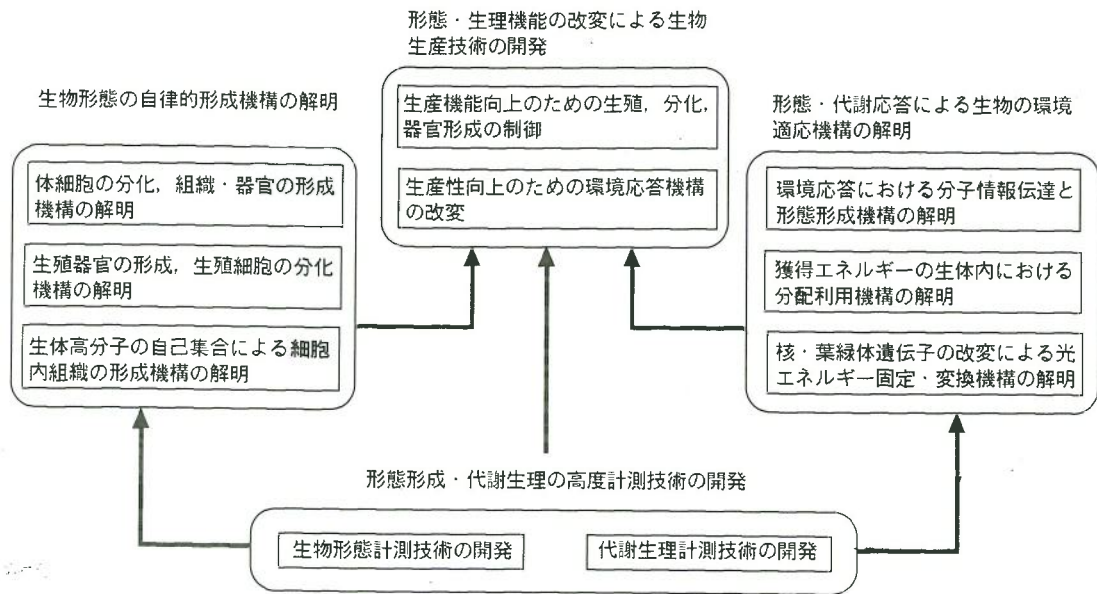 形態・生理機能の改変による生物
生産技術の開発
生産機能向上のための生殖，分化，
器官形成の制御
生産性向上のための環境応答機構
の改変
生物形態の自律的形成機構の解明
体細胞の分化，組織・器官の形成
機構の解明
生殖器官の形成，生殖細胞の分化
機構の解明
生体高分子の自己集合による細胞
内組織の形成機構の解明
形態・代謝応答による生物の環境
適応機構の解明
環境応答における分子情報伝達と
形態形成機構の解明
獲得エネルギーの生体内における
分配利用機構の解明
核・葉緑体遺伝子の改変による光
エネルギー固定・変換機構の解明
形態形成・代謝生理の高度計測技術の開発
生物形態計測技術の開発
代謝生理計測技術の開発